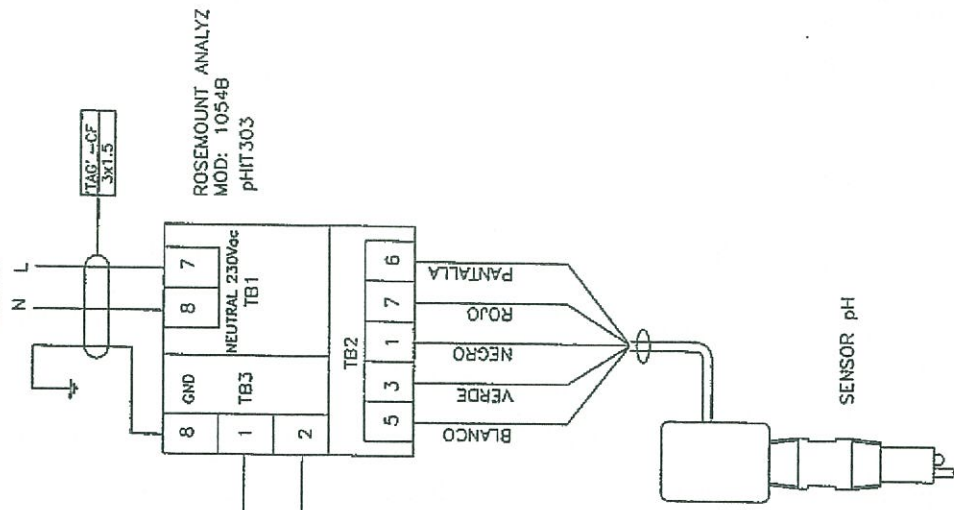 L
N
'TAG'-CF
3x1.5
ROSEMOUNT ANALYZ
MOD: 1054B
pHIT303
7
8
NEUTRAL 230Vac
TB1
GND
TB3
8
1
2
TB2
5
3
1
7
6
BLANCO
VERDE
NEGRO
ROJO
PANTALLA
SENSOR pH